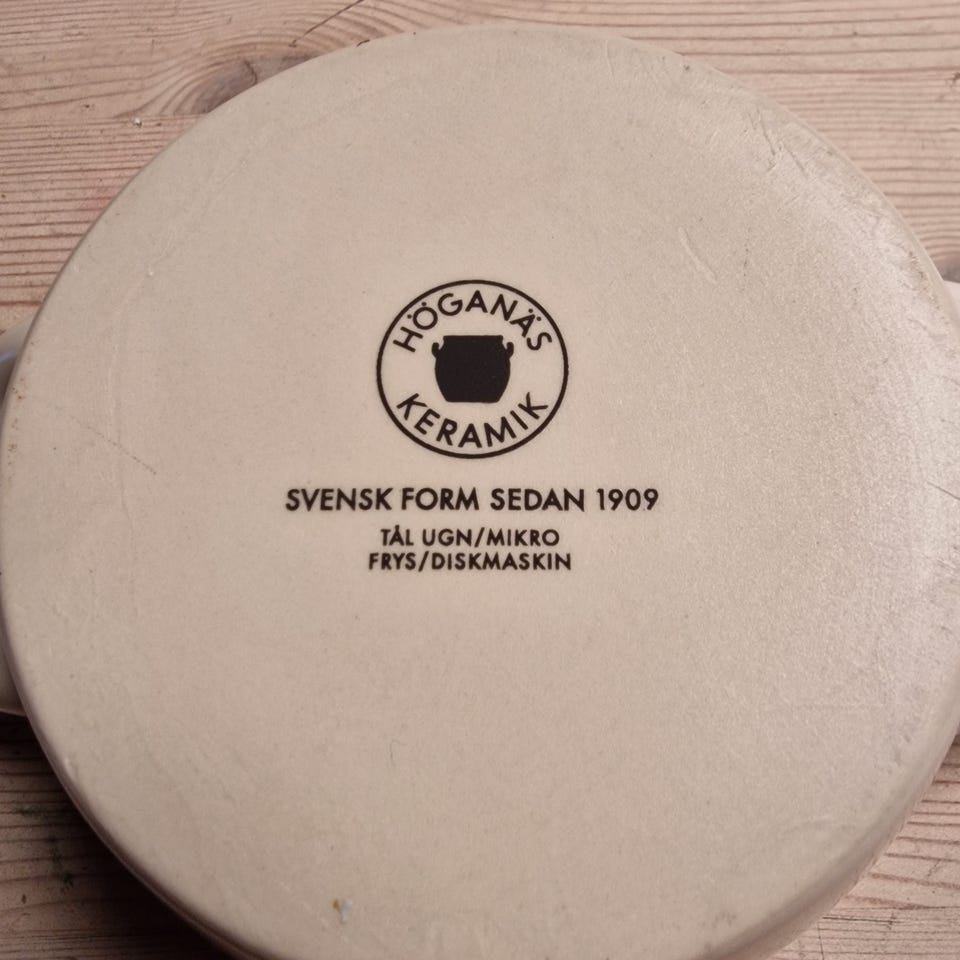 HÖGANÄS
KERAMIK
SVENSK FORM SEDAN 1909
TÅL UGN/MIKRO
FRYS/DISKMASKIN